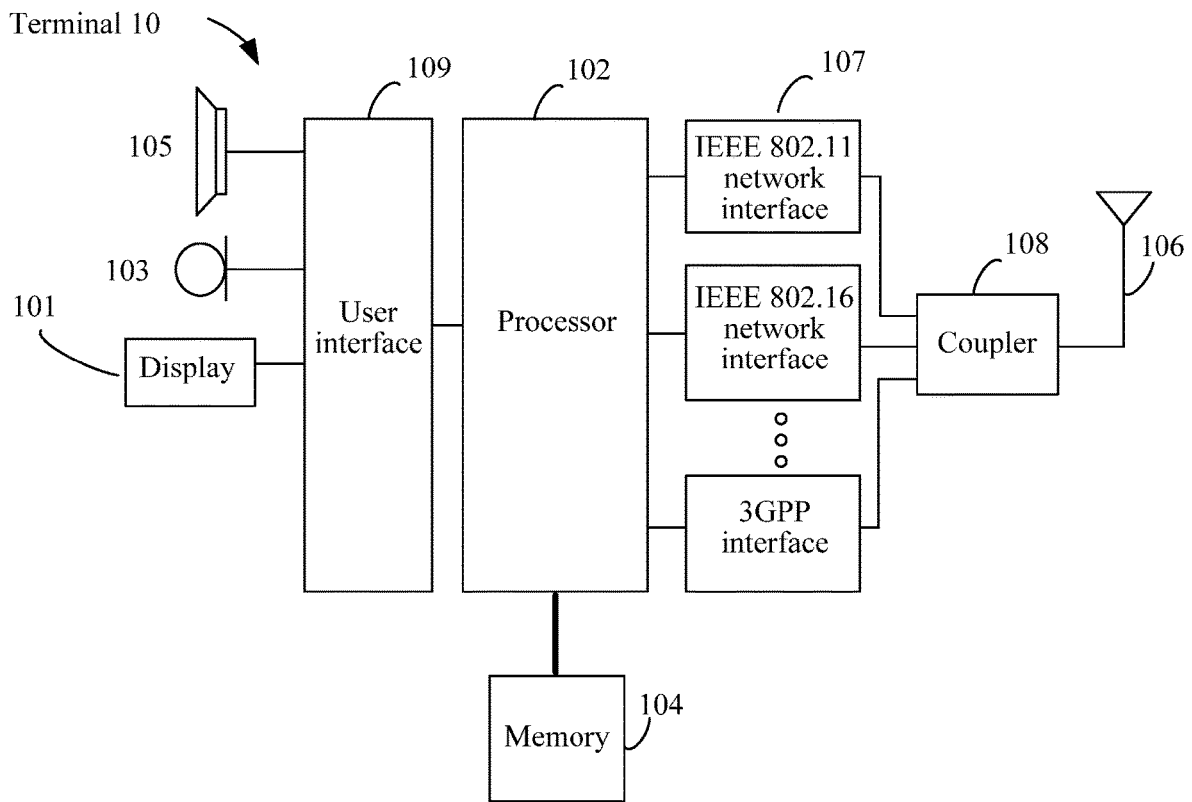 Terminal 10
109
102
107
105
IEEE 802.11
network
interface
103
108
106
101
User
interface
Processor
IEEE 802.16
network
interface
Coupler
Display
3GPP
interface
104
Memory